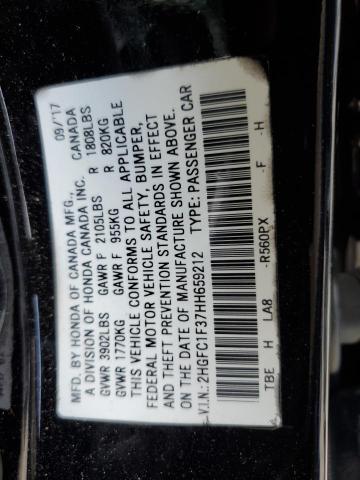 MFD. BY HONDA OF CANADA MFG., 09/'17
A DIVISION OF HONDA CANADA INC. CANADA
GVWR 3902LBS GAWR F 2105LBS R 1808LBS
GVWR 1770KG GAWR F 955KG R 820KG
THIS VEHICLE CONFORMS TO ALL APPLICABLE
FEDERAL MOTOR VEHICLE SAFETY, BUMPER,
AND THEFT PREVENTION STANDARDS IN EFFECT
ON THE DATE OF MANUFACTURE SHOWN ABOVE.
V.I.N.: 2HGFC1F37HH659212 TYPE: PASSENGER CAR
TBE H LA8 -R560PX -F -H